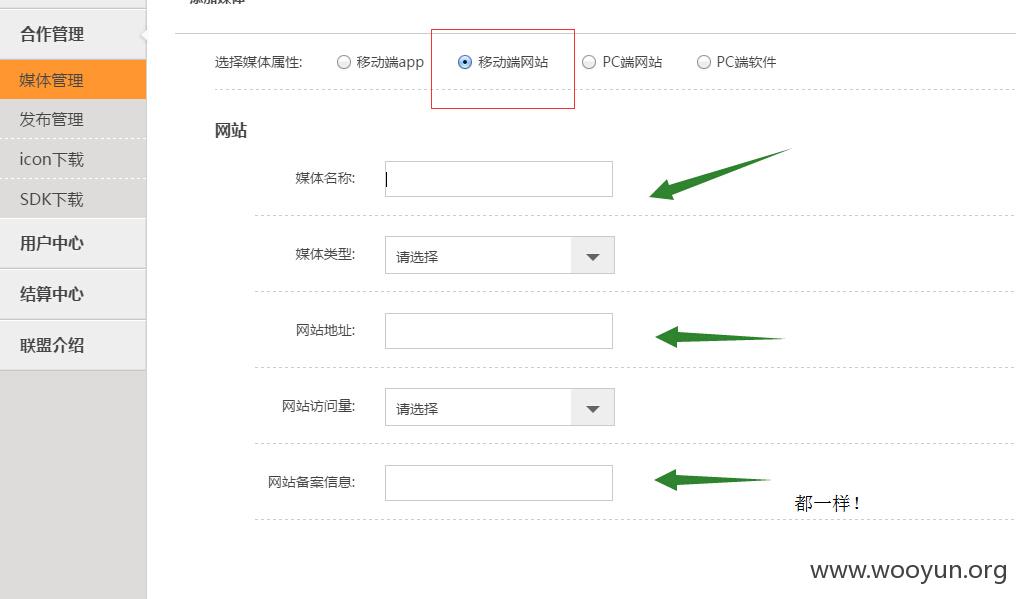 合作管理
媒体管理
发布管理
icon下载
SDK下载
用户中心
结算中心
联盟介绍
添加媒体
选择媒体属性: 移动端app 移动端网站 PC端网站 PC端软件
网站
媒体名称:
媒体类型: 请选择
网站地址:
网站访问量: 请选择
网站备案信息:
都一样!
www.wooyun.org